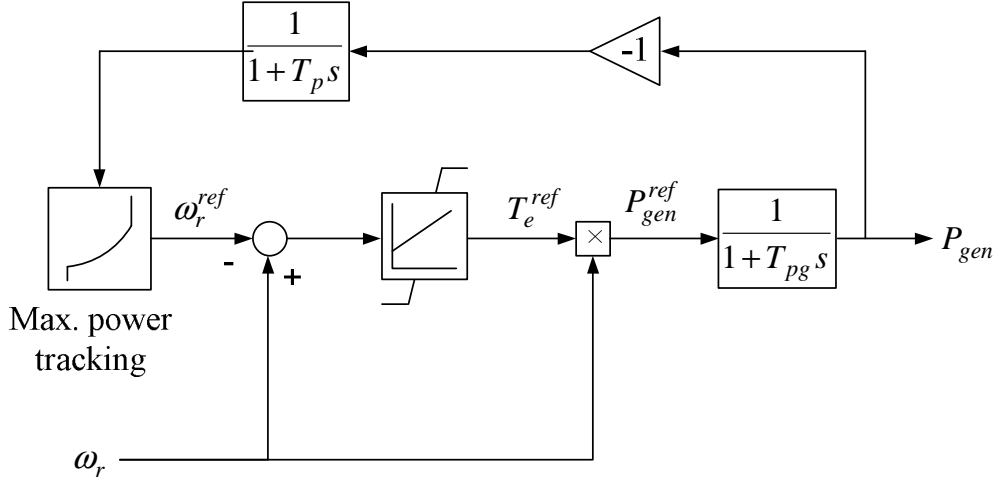 1
1 + T_p s
-1
ω_r^ref
T_e^ref
P_gen^ref
1
1 + T_pg s
P_gen
-
+
×
Max. power
tracking
ω_r